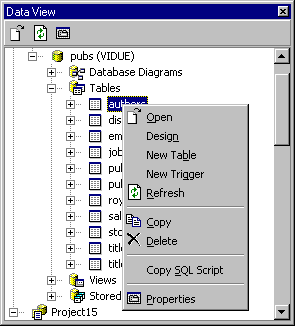 Data View
pubs (VIDUE)
Database Diagrams
Tables
authors
Open
dis
Design
em
job
New Table
pub
New Trigger
pub
Refresh
roy
sal
Copy
sto
Delete
title
title
Copy SQL Script
Views
Stored
Properties
Project15